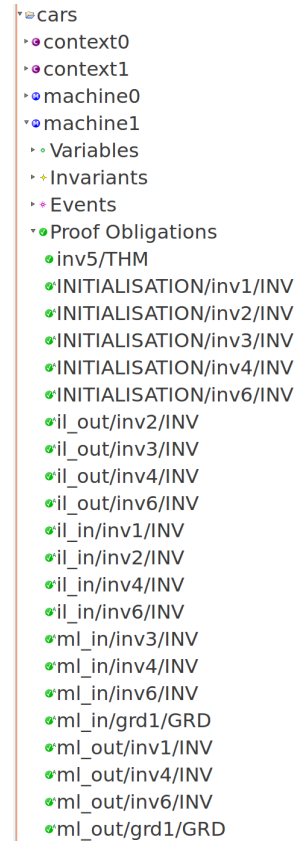 cars
context0
context1
machine0
machine1
Variables
Invariants
Events
Proof Obligations
inv5/THM
INITIALISATION/inv1/INV
INITIALISATION/inv2/INV
INITIALISATION/inv3/INV
INITIALISATION/inv4/INV
INITIALISATION/inv6/INV
il_out/inv2/INV
il_out/inv3/INV
il_out/inv4/INV
il_out/inv6/INV
il_in/inv1/INV
il_in/inv2/INV
il_in/inv4/INV
il_in/inv6/INV
ml_in/inv3/INV
ml_in/inv4/INV
ml_in/inv6/INV
ml_in/grd1/GRD
ml_out/inv1/INV
ml_out/inv4/INV
ml_out/inv6/INV
ml_out/grd1/GRD